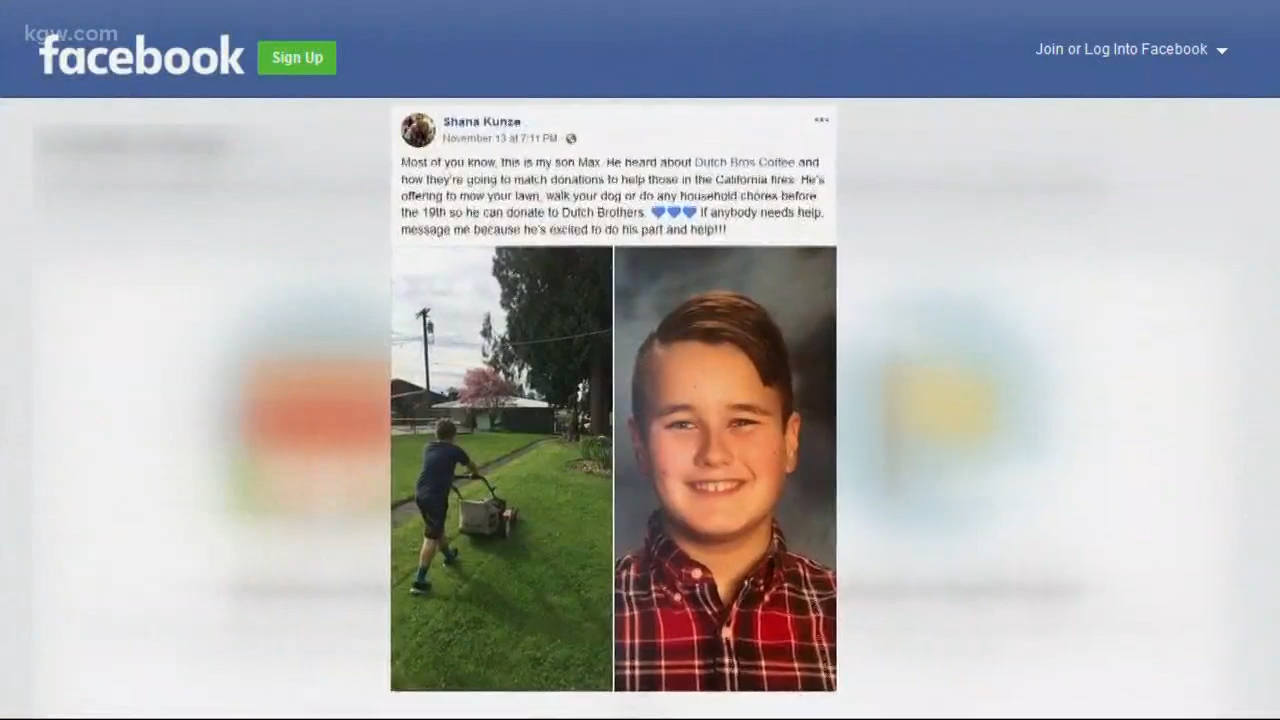 kgw.com
facebook
Sign Up
Join or Log Into Facebook
Shana Kunze
November 13 at 7:11 PM
Most of you know, this is my son Max. He heard about Dutch Bros Coffee and
how they're going to match donations to help those in the California fires. He's
offering to mow your lawn, walk your dog or do any household chores before
the 19th so he can donate to Dutch Brothers. 💙💙💙 If anybody needs help,
message me because he's excited to do his part and help!!!